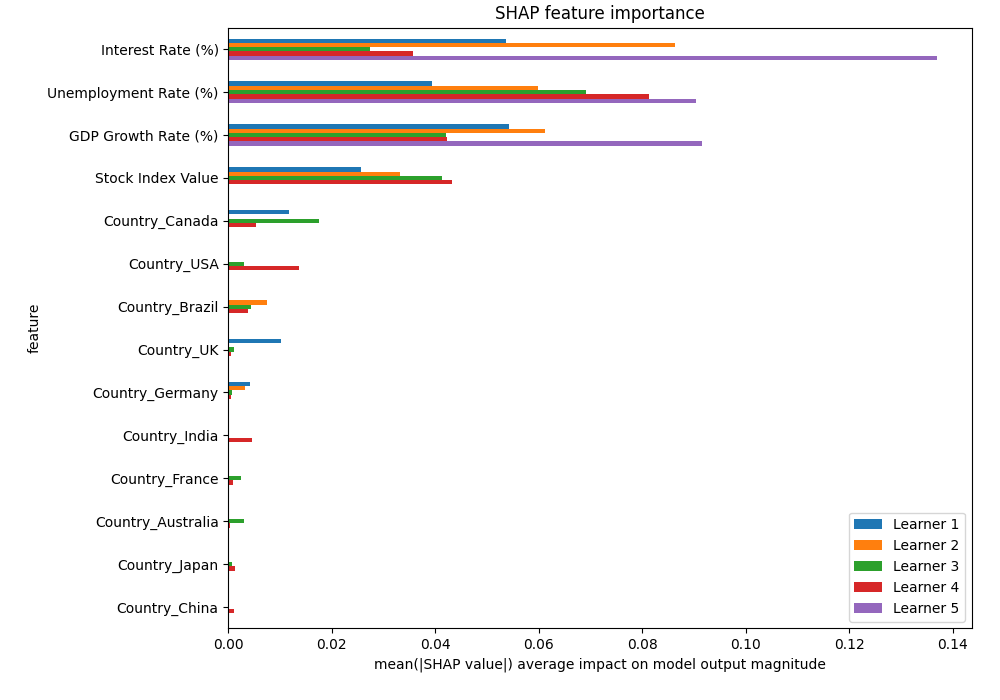 SHAP feature importance
Interest Rate (%)
Unemployment Rate (%)
GDP Growth Rate (%)
Stock Index Value
Country_Canada
Country_USA
Country_Brazil
Country_UK
Country_Germany
Country_India
Country_France
Country_Australia
Country_Japan
Country_China
feature
Learner 1
Learner 2
Learner 3
Learner 4
Learner 5
0.00 0.02 0.04 0.06 0.08 0.10 0.12 0.14
mean(|SHAP value|) average impact on model output magnitude